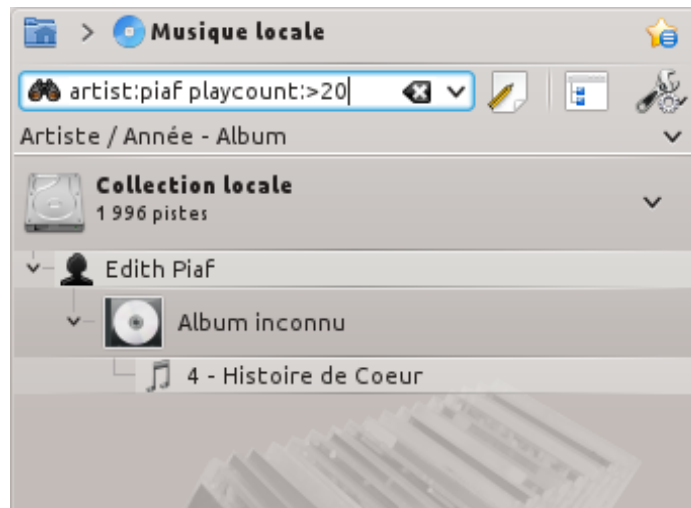 > Musique locale
artist:piaf playcount:>20
Artiste / Année - Album
Collection locale
1 996 pistes
Edith Piaf
Album inconnu
4 - Histoire de Coeur